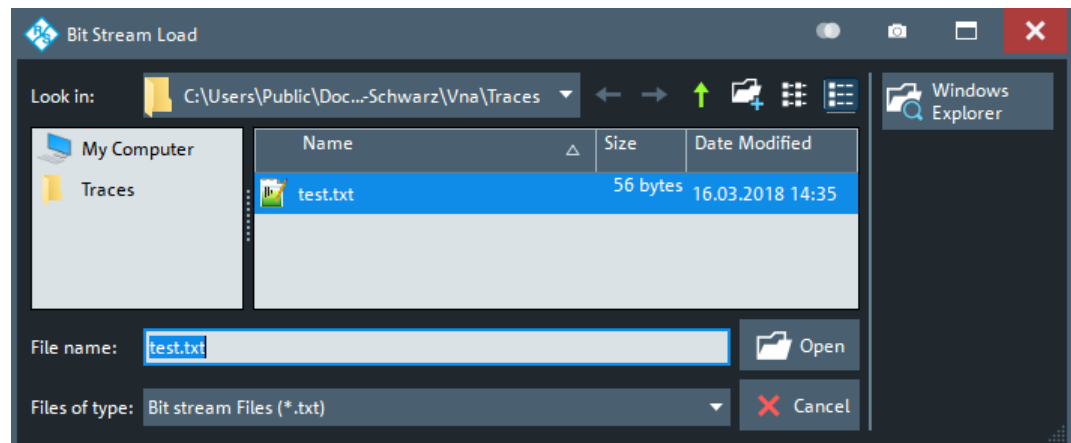 Bit Stream Load
Look in: C:\Users\Public\Doc...-Schwarz\Vna\Traces
Windows Explorer
My Computer
Traces
Name Size Date Modified
test.txt 56 bytes 16.03.2018 14:35
File name: test.txt Open
Files of type: Bit stream Files (*.txt) Cancel